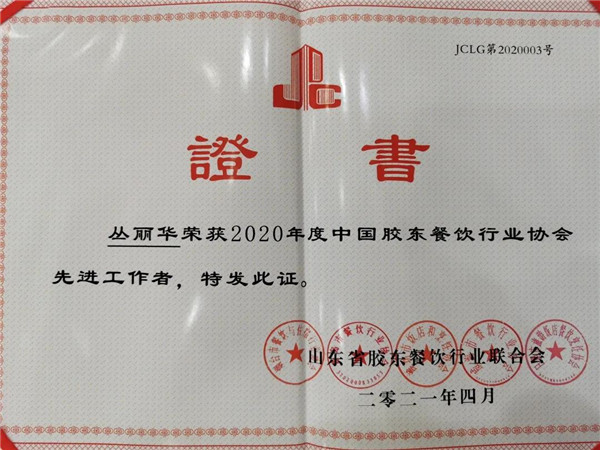 JCLG第2020003号
證書
丛丽华荣获2020年度中国胶东餐饮行业协会
先进工作者，特发此证。
山东省胶东餐饮行业联合会
二零二一年四月